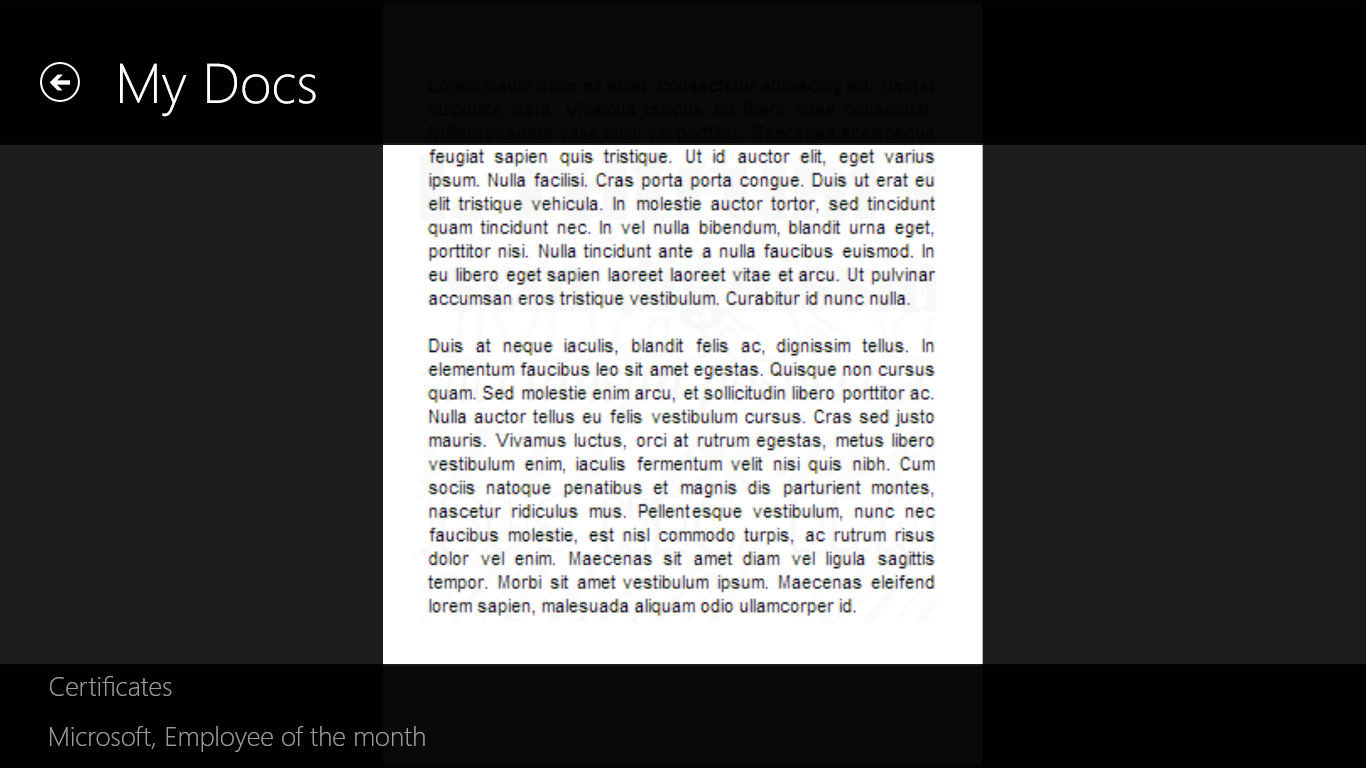 My Docs
Lorem ipsum dolor sit amet, consectetur adipiscing elit. Nam id
vulputate justo. Vivamus tempus eu libero vitae consequat.
Nullam posuere vitae enim vel porttitor. Maecenas scelerisque
feugiat sapien quis tristique. Ut id auctor elit, eget varius
ipsum. Nulla facilisi. Cras porta porta congue. Duis ut erat eu
elit tristique vehicula. In molestie auctor tortor, sed tincidunt
quam tincidunt nec. In vel nulla bibendum, blandit urna eget,
porttitor nisi. Nulla tincidunt ante a nulla faucibus euismod. In
eu libero eget sapien laoreet laoreet vitae et arcu. Ut pulvinar
accumsan eros tristique vestibulum. Curabitur id nunc nulla.
Duis at neque iaculis, blandit felis ac, dignissim tellus. In
elementum faucibus leo sit amet egestas. Quisque non cursus
quam. Sed molestie enim arcu, et sollicitudin libero porttitor ac.
Nulla auctor tellus eu felis vestibulum cursus. Cras sed justo
mauris. Vivamus luctus, orci at rutrum egestas, metus libero
vestibulum enim, iaculis fermentum velit nisi quis nibh. Cum
sociis natoque penatibus et magnis dis parturient montes,
nascetur ridiculus mus. Pellentesque vestibulum, nunc nec
faucibus molestie, est nisl commodo turpis, ac rutrum risus
dolor vel enim. Maecenas sit amet diam vel ligula sagittis
tempor. Morbi sit amet vestibulum ipsum. Maecenas eleifend
lorem sapien, malesuada aliquam odio ullamcorper id.
Certificates
Microsoft, Employee of the month